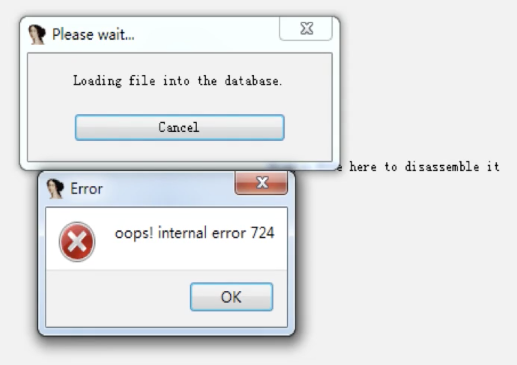 Please wait...
Loading file into the database.
Cancel
here to disassemble it
Error
oops! internal error 724
OK